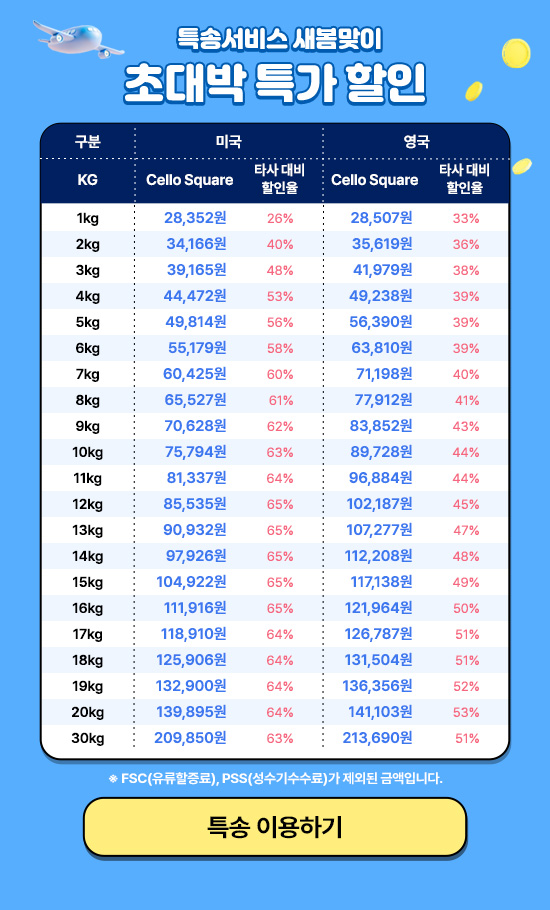 특송서비스 새봄맞이
초대박 특가 할인
구분 미국 영국
KG Cello Square 타사 대비 할인율 Cello Square 타사 대비 할인율
1kg 28,352원 26% 28,507원 33%
2kg 34,166원 40% 35,619원 36%
3kg 39,165원 48% 41,979원 38%
4kg 44,472원 53% 49,238원 39%
5kg 49,814원 56% 56,390원 39%
6kg 55,179원 58% 63,810원 39%
7kg 60,425원 60% 71,198원 40%
8kg 65,527원 61% 77,912원 41%
9kg 70,628원 62% 83,852원 43%
10kg 75,794원 63% 89,728원 44%
11kg 81,337원 64% 96,884원 44%
12kg 85,535원 65% 102,187원 45%
13kg 90,932원 65% 107,277원 47%
14kg 97,926원 65% 112,208원 48%
15kg 104,922원 65% 117,138원 49%
16kg 111,916원 65% 121,964원 50%
17kg 118,910원 64% 126,787원 51%
18kg 125,906원 64% 131,504원 51%
19kg 132,900원 64% 136,356원 52%
20kg 139,895원 64% 141,103원 53%
30kg 209,850원 63% 213,690원 51%
※ FSC(유류할증료), PSS(성수기수수료)가 제외된 금액입니다.
특송 이용하기